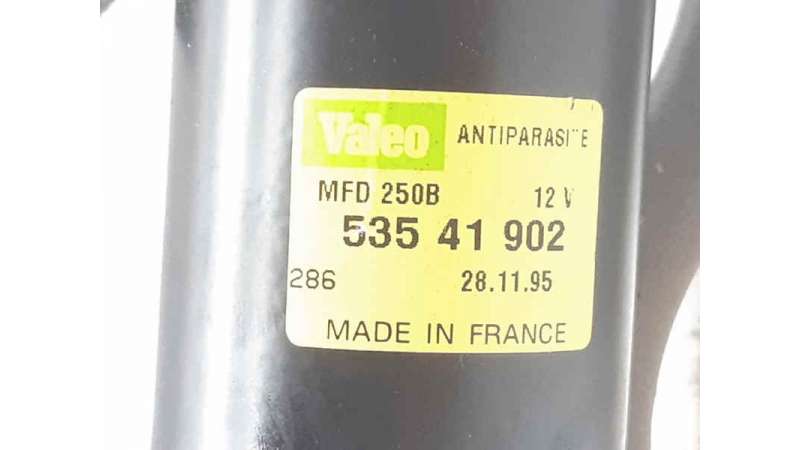 Valeo ANTIPARASITE
MFD 250B 12 V
535 41 902
286 28.11.95
MADE IN FRANCE